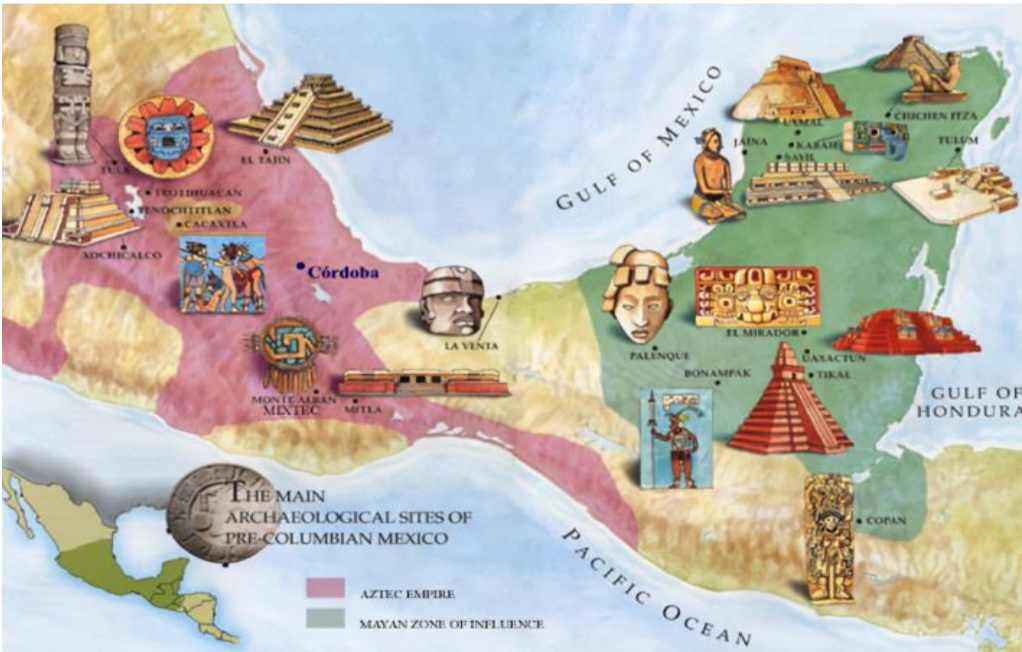 GULF OF MEXICO
CHICHEN ITZA
UXMAL
JAINA
KABAH
SAYIL
TULUM
EL TAJIN
TULA
TEOTIHUACAN
TENOCHTITLAN
CACAXTLA
XOCHICALCO
Córdoba
LA VENTA
EL MIRADOR
PALENQUE
UAXACTUN
BONAMPAK
TIKAL
GULF OF
HONDURA
MONTE ALBAN
MIXTEC
MITLA
THE MAIN
ARCHAEOLOGICAL SITES OF
PRE-COLUMBIAN MEXICO
COPAN
PACIFIC OCEAN
AZTEC EMPIRE
MAYAN ZONE OF INFLUENCE